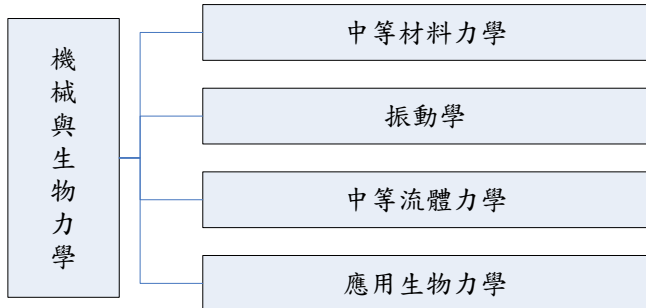 機械與生物力學
中等材料力學
振動學
中等流體力學
應用生物力學